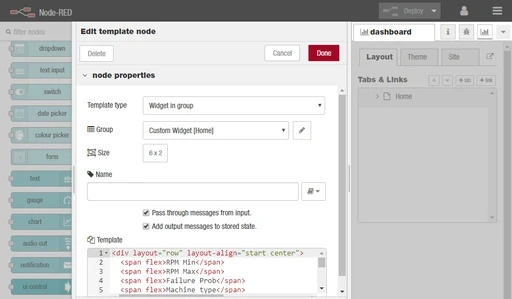 Node-RED
Deploy
filter nodes
dropdown
text input
switch
date picker
colour picker
form
text
gauge
chart
audio out
notification
ui control
Edit template node
Delete
Cancel
Done
node properties
Template type
Widget in group
Group
Custom Widget [Home]
Size
6 x 2
Name
Pass through messages from input.
Add output messages to stored state.
Template
1 <div layout="row" layout-align="start center">
2 <span flex>RPM Min</span>
3 <span flex>RPM Max</span>
4 <span flex>Failure Prob</span>
5 <span flex>Machine type</span>
dashboard
Layout
Theme
Site
Tabs & Links
+ tab
+ link
Home